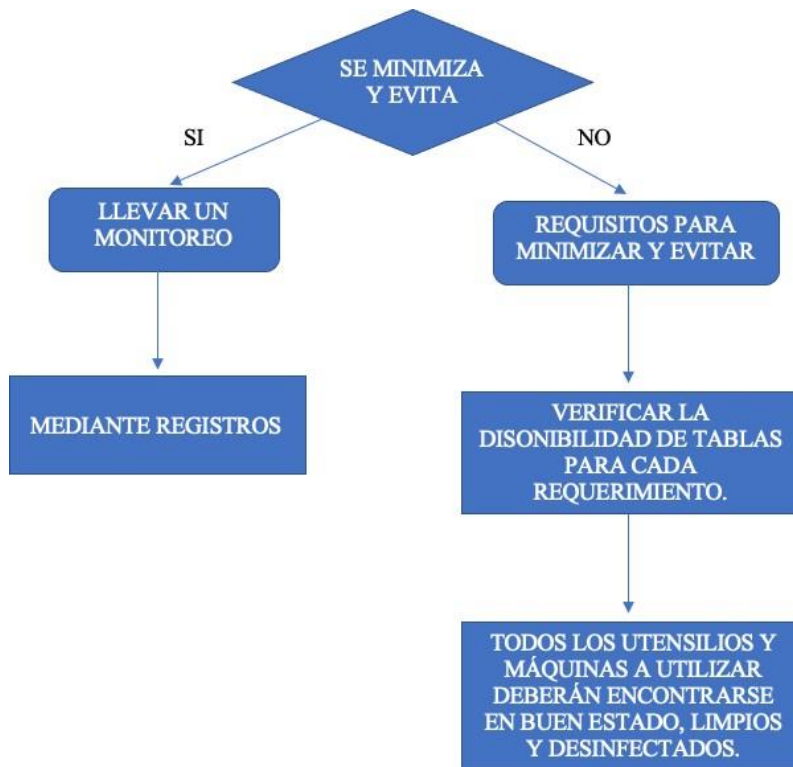 SE MINIMIZA
Y EVITA
SI
NO
LLEVAR UN
MONITOREO
REQUISITOS PARA
MINIMIZAR Y EVITAR
MEDIANTE REGISTROS
VERIFICAR LA
DISONIBILIDAD DE TABLAS
PARA CADA
REQUERIMIENTO.
TODOS LOS UTENSILIOS Y
MÁQUINAS A UTILIZAR
DEBERÁN ENCONTRARSE
EN BUEN ESTADO, LIMPIOS
Y DESINFECTADOS.